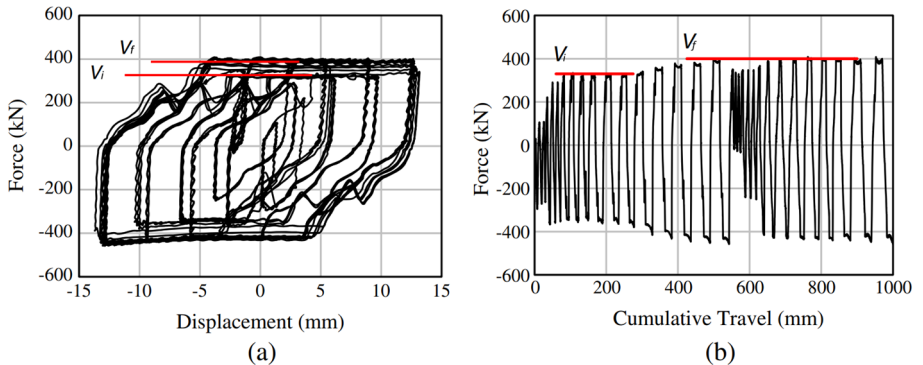 600
400
200
0
-200
-400
-600
-15
-10
-5
0
5
10
15
Force (kN)
Displacement (mm)
Vf
Vi
(a)
600
400
200
0
-200
-400
-600
0
200
400
600
800
1000
Force (kN)
Cumulative Travel (mm)
Vi
Vf
(b)